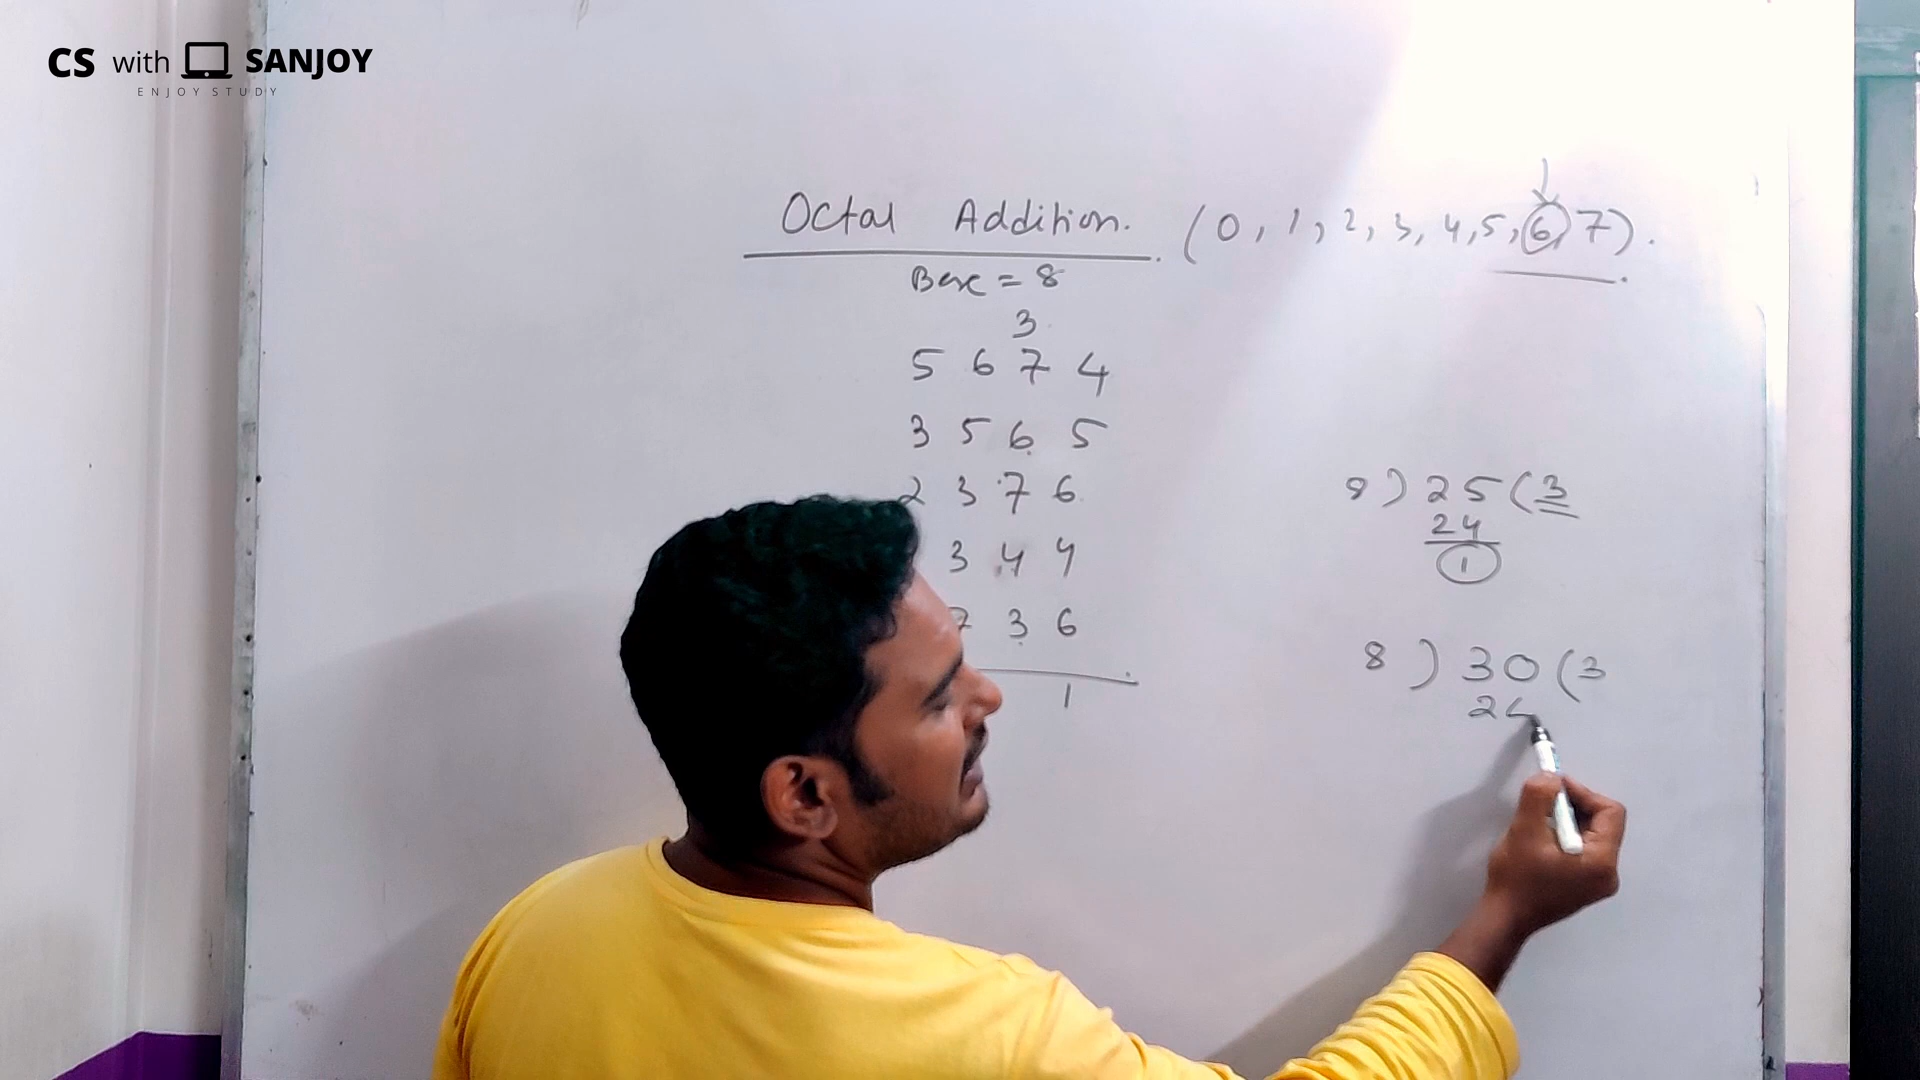 CS with SANJOY
ENJOY STUDY
Octal Addition. (0, 1, 2, 3, 4, 5, 6, 7).
Base = 8
3
5 6 7 4
3 5 6 5
2 3 7 6
3 4 4
7 3 6
1
8) 25 (3
24
1
8) 30 (3
24